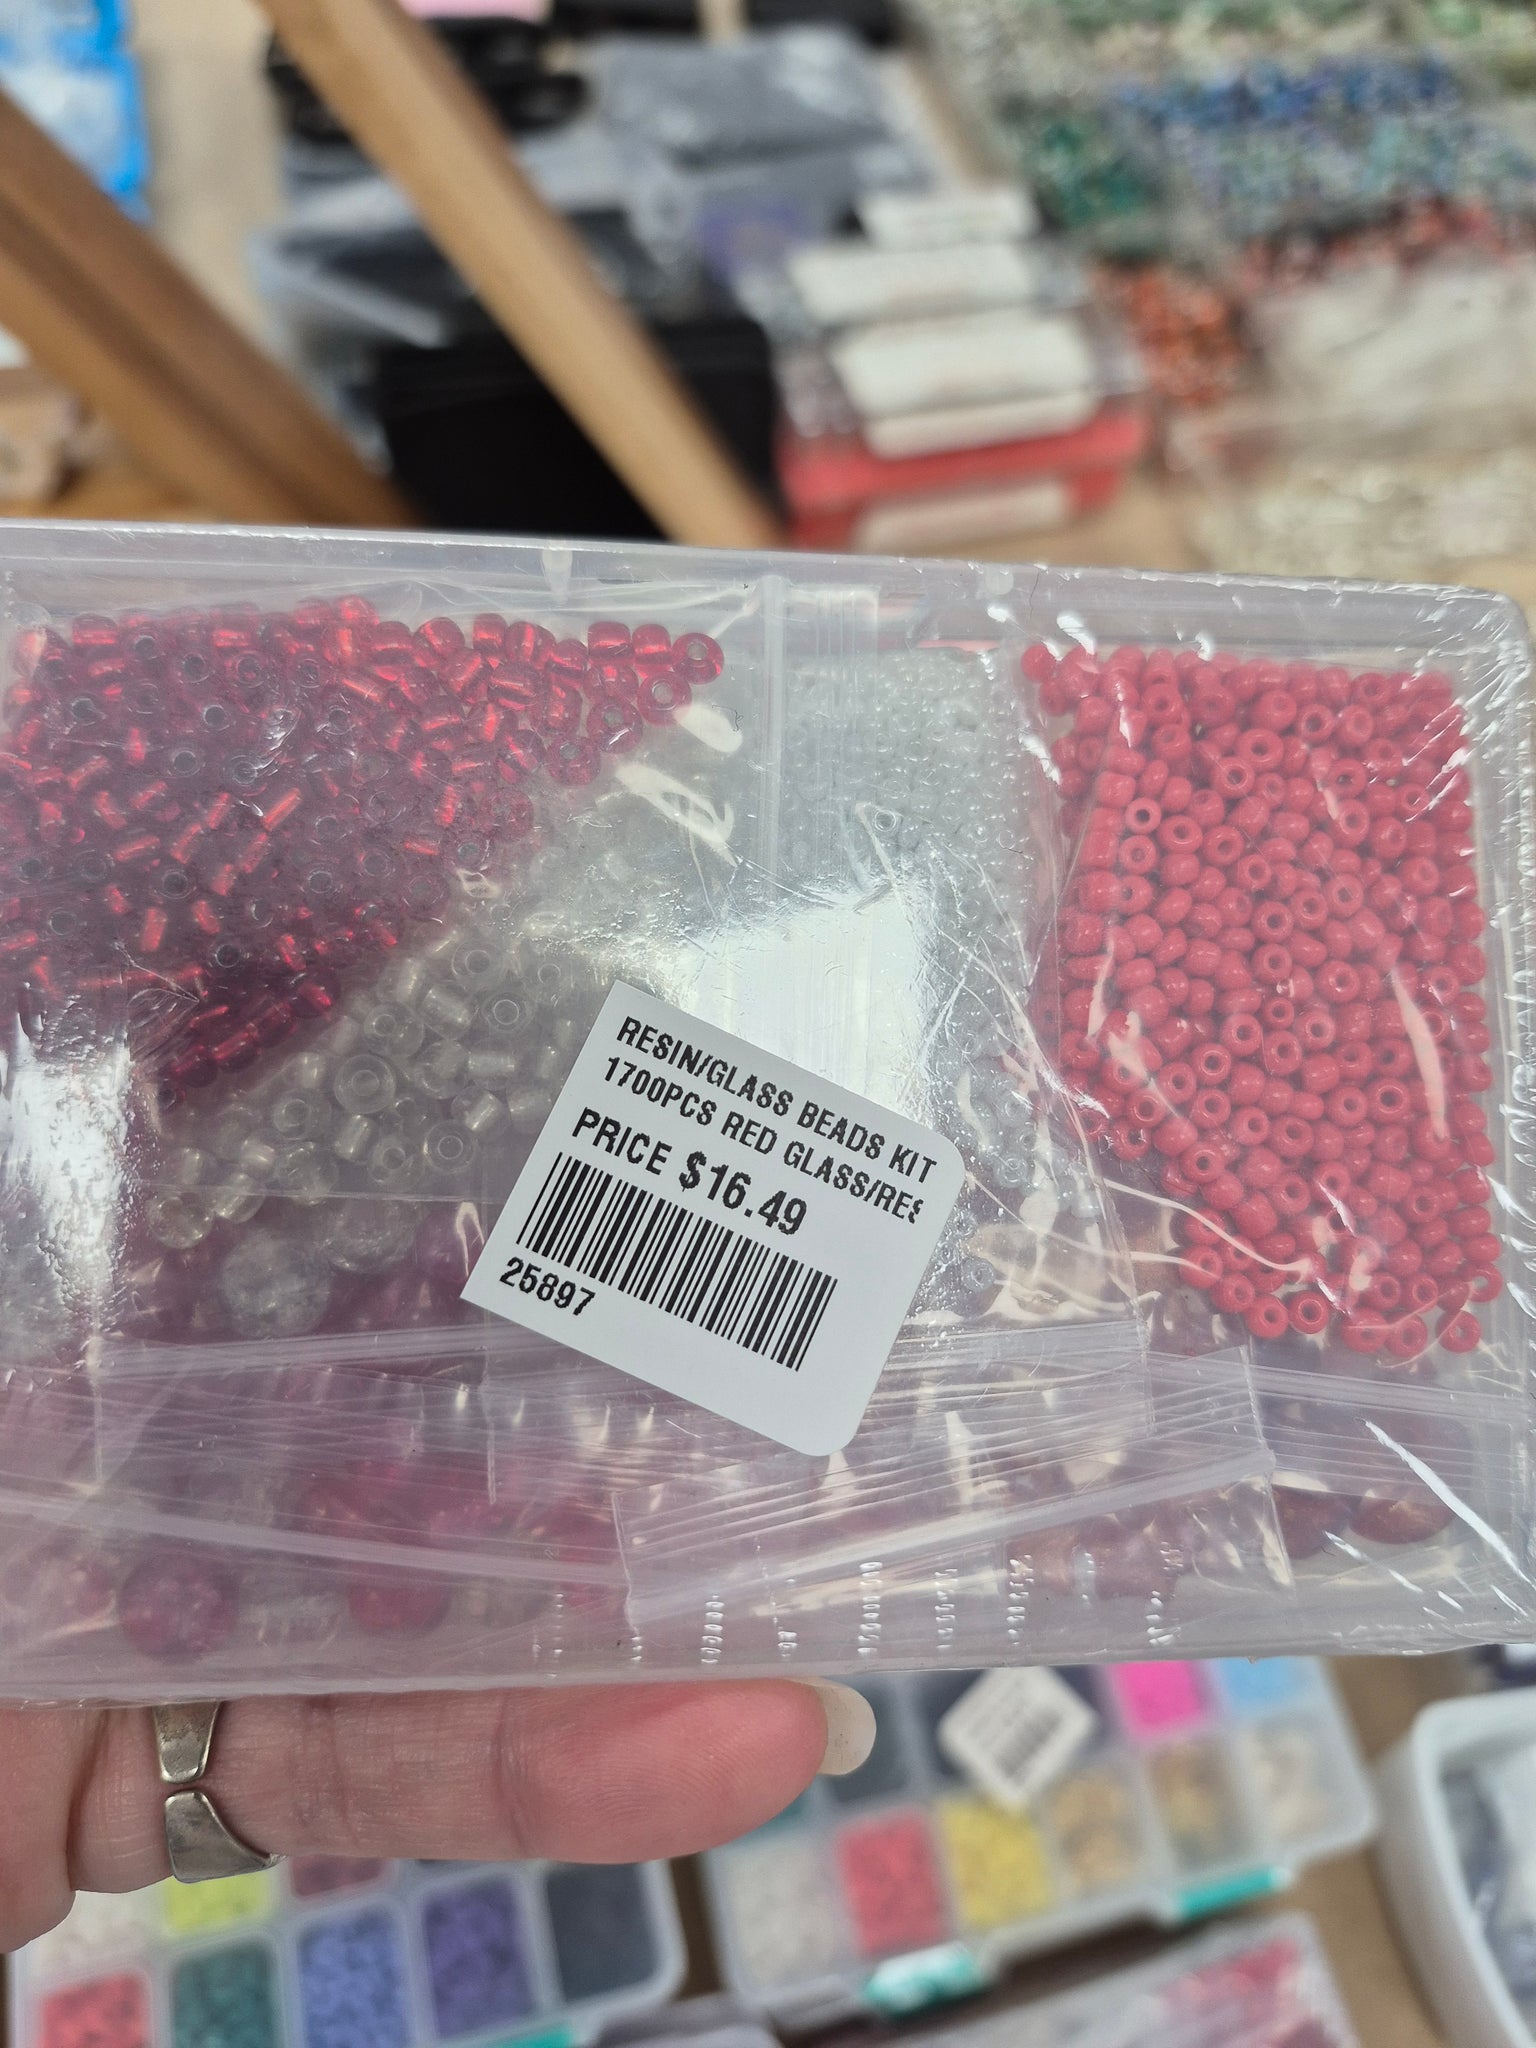 RESIN/GLASS BEADS KIT
1700PCS RED GLASS/RES
PRICE $16.49
25897